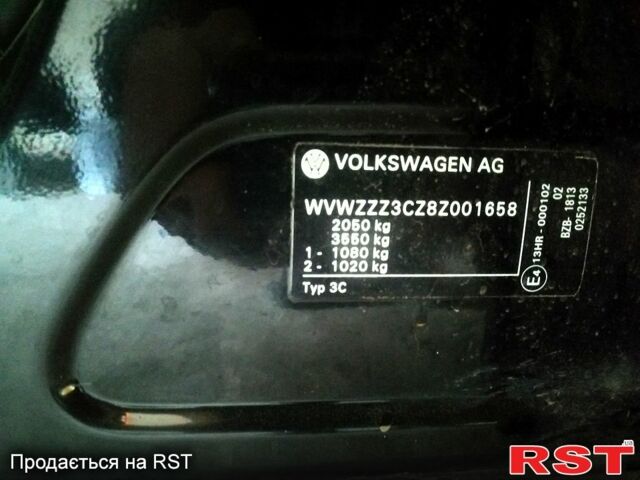 VOLKSWAGEN AG
WVWZZZ3CZ8Z001658
2050 kg
3550 kg
1 - 1080 kg
2 - 1020 kg
Typ 3C
E4
13HR - 000102
02
BZB- 1813
0252133
Продається на RST
RST